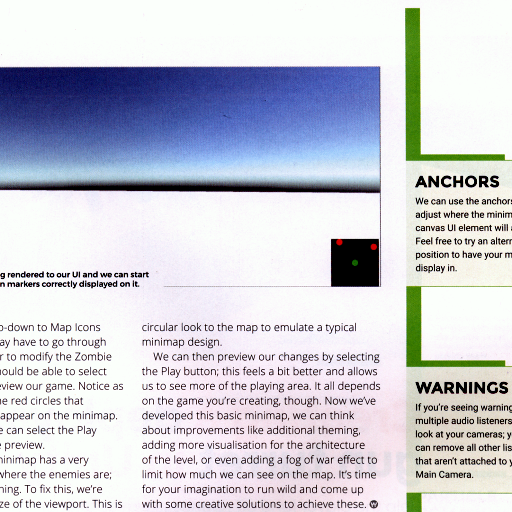 g rendered to our UI and we can start
n markers correctly displayed on it.
o-down to Map Icons
ay have to go through
r to modify the Zombie
hould be able to select
eview our game. Notice as
e red circles that
appear on the minimap.
e can select the Play
e preview.
minimap has a very
where the enemies are;
ning. To fix this, we're
ze of the viewport. This is
circular look to the map to emulate a typical
minimap design.
We can then preview our changes by selecting
the Play button; this feels a bit better and allows
us to see more of the playing area. It all depends
on the game you're creating, though. Now we've
developed this basic minimap, we can think
about improvements like additional theming,
adding more visualisation for the architecture
of the level, or even adding a fog of war effect to
limit how much we can see on the map. It's time
for your imagination to run wild and come up
with some creative solutions to achieve these.
ANCHORS
We can use the anchors
adjust where the minim
canvas UI element will a
Feel free to try an altern
position to have your m
display in.
WARNINGS
If you're seeing warning
multiple audio listeners
look at your cameras; y
can remove all other lis
that aren't attached to y
Main Camera.